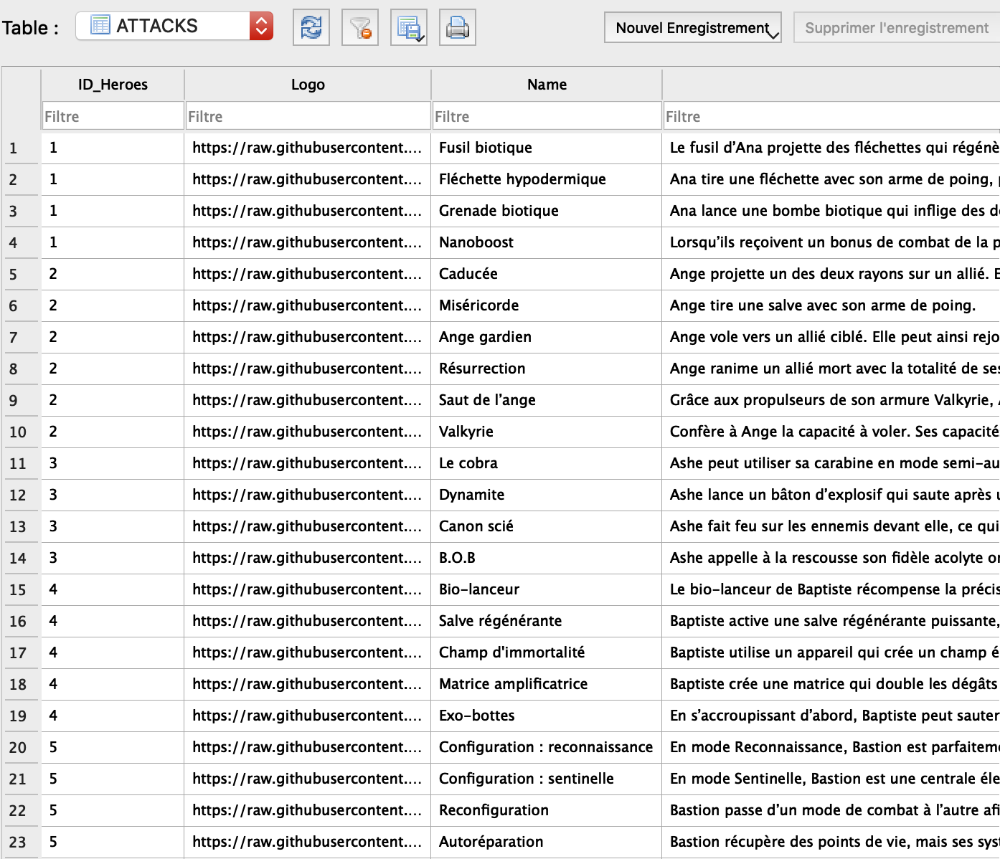 Table : ATTACKS Nouvel Enregistrement Supprimer l'enregistrement
ID_Heroes Logo Name
Filtre Filtre Filtre Filtre
1 1 https://raw.githubusercontent.... Fusil biotique Le fusil d’Ana projette des fléchettes qui régénè
2 1 https://raw.githubusercontent.... Fléchette hypodermique Ana tire une fléchette avec son arme de poing,
3 1 https://raw.githubusercontent.... Grenade biotique Ana lance une bombe biotique qui inflige des d
4 1 https://raw.githubusercontent.... Nanoboost Lorsqu’ils reçoivent un bonus de combat de la p
5 2 https://raw.githubusercontent.... Caducée Ange projette un des deux rayons sur un allié. E
6 2 https://raw.githubusercontent.... Miséricorde Ange tire une salve avec son arme de poing.
7 2 https://raw.githubusercontent.... Ange gardien Ange vole vers un allié ciblé. Elle peut ainsi rejo
8 2 https://raw.githubusercontent.... Résurrection Ange ranime un allié mort avec la totalité de ses
9 2 https://raw.githubusercontent.... Saut de l’ange Grâce aux propulseurs de son armure Valkyrie,
10 2 https://raw.githubusercontent.... Valkyrie Confère à Ange la capacité à voler. Ses capacité
11 3 https://raw.githubusercontent.... Le cobra Ashe peut utiliser sa carabine en mode semi-au
12 3 https://raw.githubusercontent.... Dynamite Ashe lance un bâton d’explosif qui saute après u
13 3 https://raw.githubusercontent.... Canon scié Ashe fait feu sur les ennemis devant elle, ce qui
14 3 https://raw.githubusercontent.... B.O.B Ashe appelle à la rescousse son fidèle acolyte o
15 4 https://raw.githubusercontent.... Bio-lanceur Le bio-lanceur de Baptiste récompense la précis
16 4 https://raw.githubusercontent.... Salve régénérante Baptiste active une salve régénérante puissante,
17 4 https://raw.githubusercontent.... Champ d'immortalité Baptiste utilise un appareil qui crée un champ é
18 4 https://raw.githubusercontent.... Matrice amplificatrice Baptiste crée une matrice qui double les dégâts
19 4 https://raw.githubusercontent.... Exo-bottes En s’accroupissant d’abord, Baptiste peut sauter
20 5 https://raw.githubusercontent.... Configuration : reconnaissance En mode Reconnaissance, Bastion est parfaiteme
21 5 https://raw.githubusercontent.... Configuration : sentinelle En mode Sentinelle, Bastion est une centrale éle
22 5 https://raw.githubusercontent.... Reconfiguration Bastion passe d’un mode de combat à l’autre afi
23 5 https://raw.githubusercontent.... Autoréparation Bastion récupère des points de vie, mais ses sys